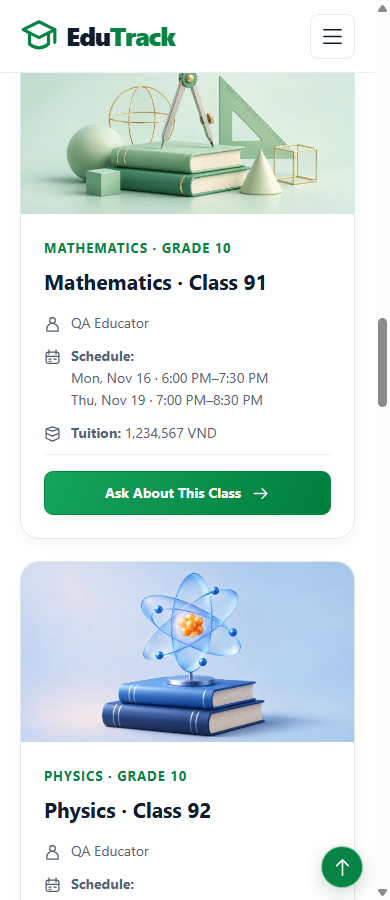 EduTrack
MATHEMATICS · GRADE 10
Mathematics · Class 91
QA Educator
Schedule:
Mon, Nov 16 · 6:00 PM–7:30 PM
Thu, Nov 19 · 7:00 PM–8:30 PM
Tuition: 1,234,567 VND
Ask About This Class →
PHYSICS · GRADE 10
Physics · Class 92
QA Educator
Schedule: